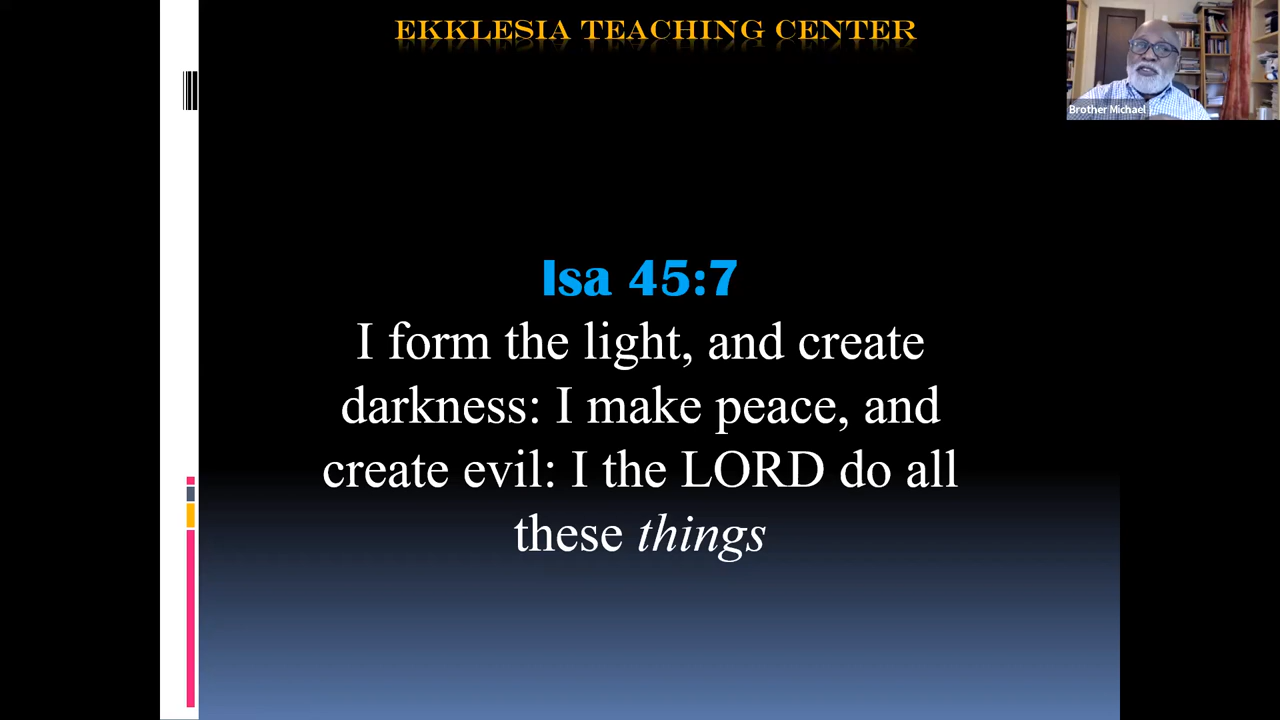 EKKLESIA TEACHING CENTER
Brother Michael
Isa 45:7
I form the light, and create
darkness: I make peace, and
create evil: I the LORD do all
these things